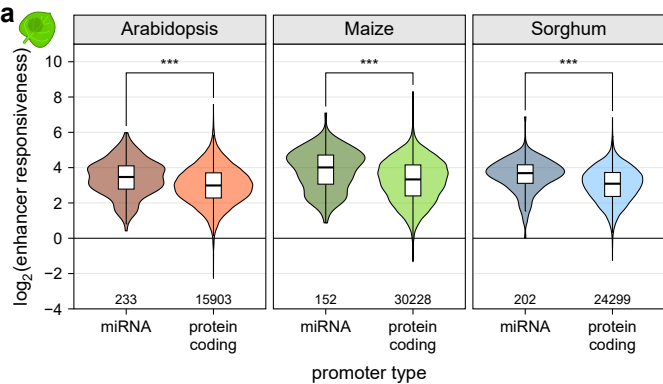 a
Arabidopsis Maize Sorghum
log2(enhancer responsiveness)
10
8
6
4
2
0
−2
−4
*** *** ***
233 15903 152 30228 202 24299
miRNA protein coding miRNA protein coding miRNA protein coding
promoter type